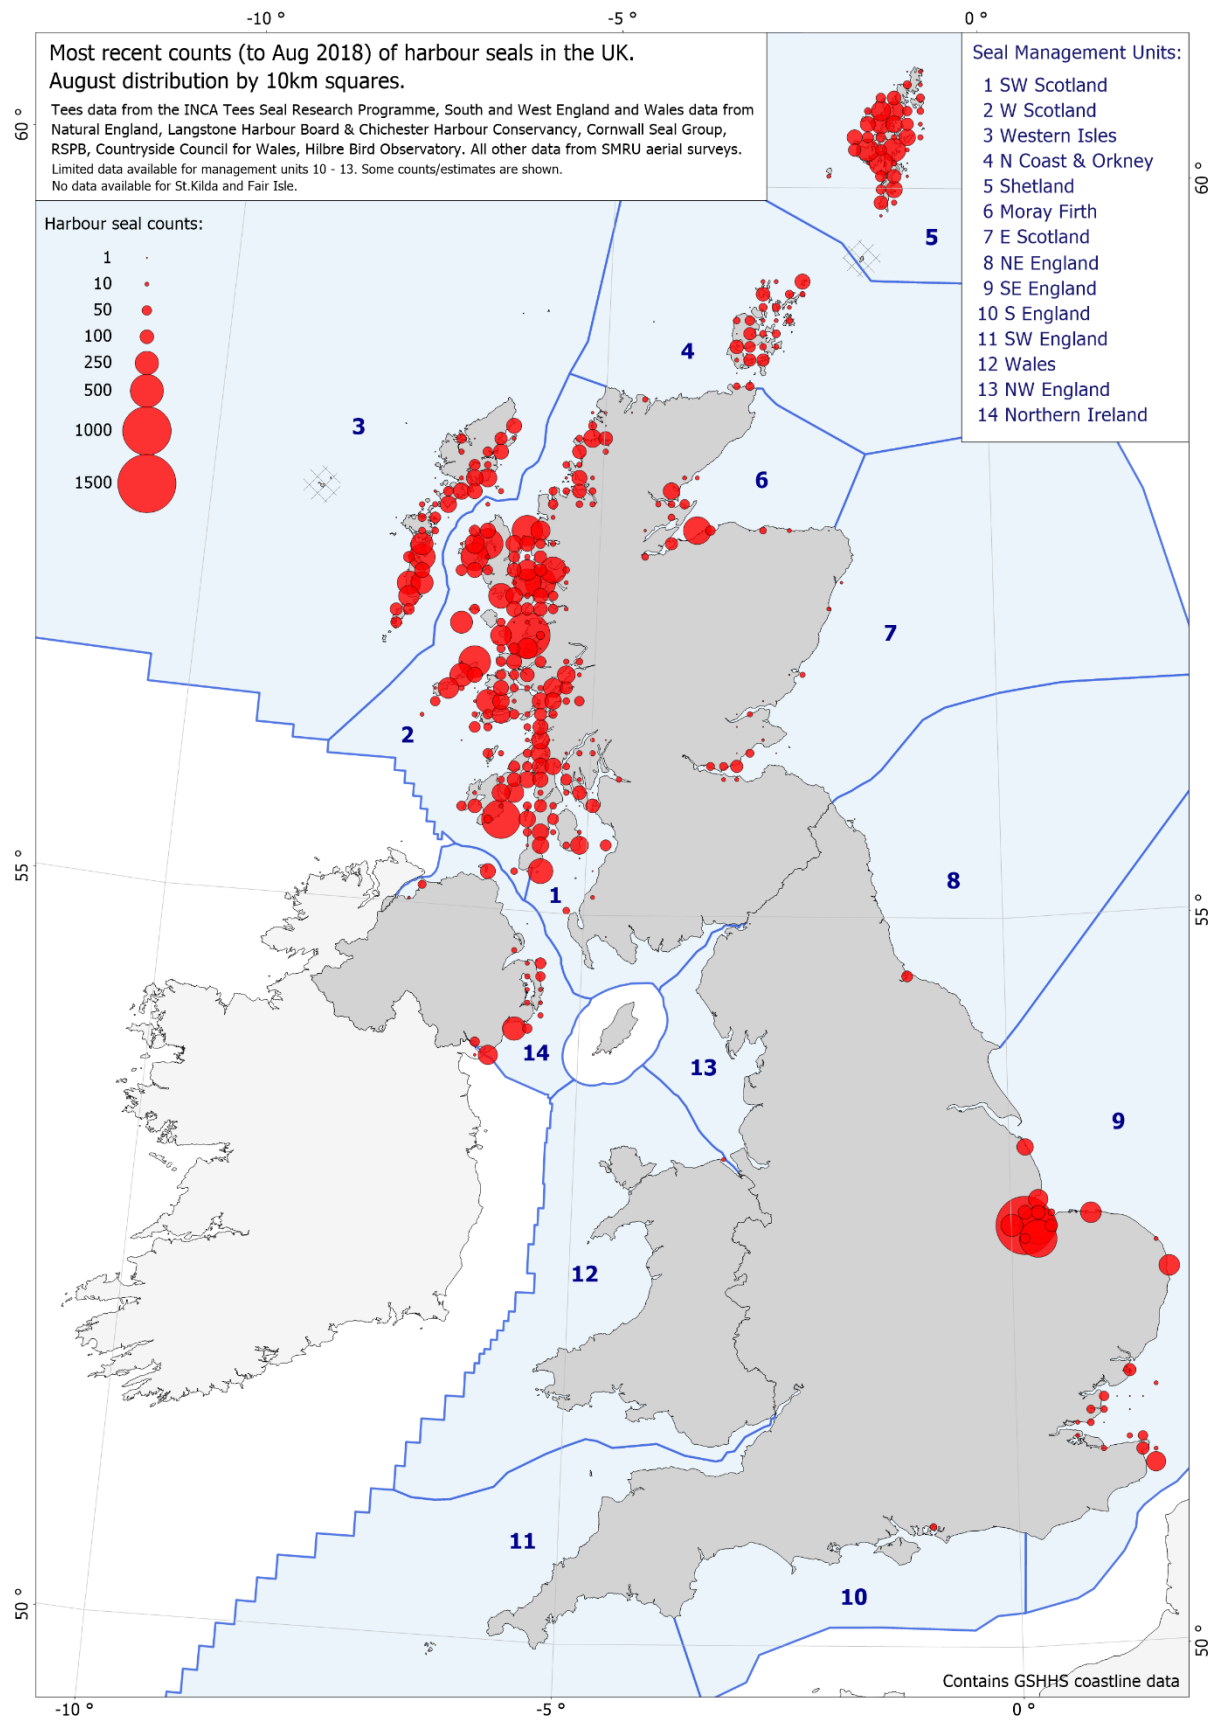 -10 °
-5 °
0 °
Most recent counts (to Aug 2018) of harbour seals in the UK.
August distribution by 10km squares.
Tees data from the INCA Tees Seal Research Programme, South and West England and Wales data from
Natural England, Langstone Harbour Board & Chichester Harbour Conservancy, Cornwall Seal Group,
RSPB, Countryside Council for Wales, Hilbre Bird Observatory. All other data from SMRU aerial surveys.
Limited data available for management units 10 - 13. Some counts/estimates are shown.
No data available for St.Kilda and Fair Isle.
Seal Management Units:
1 SW Scotland
2 W Scotland
3 Western Isles
4 N Coast & Orkney
5 Shetland
6 Moray Firth
7 E Scotland
8 NE England
9 SE England
10 S England
11 SW England
12 Wales
13 NW England
14 Northern Ireland
60 °
60 °
Harbour seal counts:
1
10
50
100
250
500
1000
1500
5
4
3
6
7
2
55 °
55 °
1
8
14
13
9
12
11
10
50 °
50 °
Contains GSHHS coastline data
-10 °
-5 °
0 °